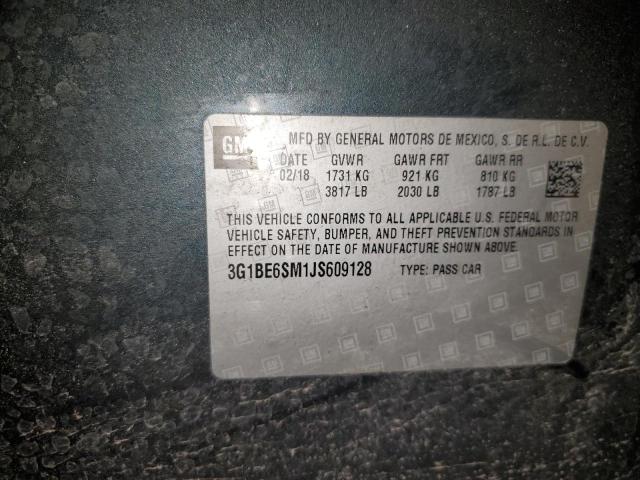 GM
MFD BY GENERAL MOTORS DE MEXICO, S. DE R.L. DE C.V.
DATE GVWR GAWR FRT GAWR RR
02/18 1731 KG 921 KG 810 KG
3817 LB 2030 LB 1787 LB
THIS VEHICLE CONFORMS TO ALL APPLICABLE U.S. FEDERAL MOTOR
VEHICLE SAFETY, BUMPER, AND THEFT PREVENTION STANDARDS IN
EFFECT ON THE DATE OF MANUFACTURE SHOWN ABOVE.
3G1BE6SM1JS609128 TYPE: PASS CAR